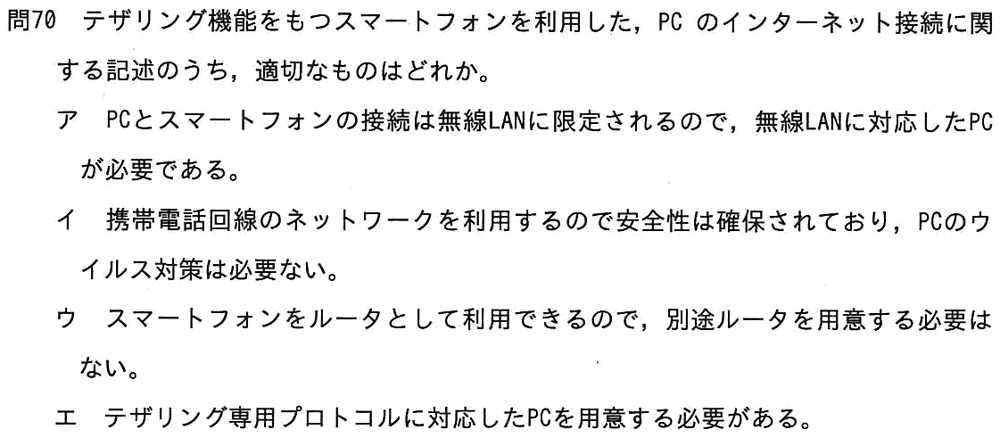 問70　テザリング機能をもつスマートフォンを利用した，PC のインターネット接続に関
する記述のうち，適切なものはどれか。
ア　PCとスマートフォンの接続は無線LANに限定されるので，無線LANに対応したPC
が必要である。
イ　携帯電話回線のネットワークを利用するので安全性は確保されており，PCのウ
イルス対策は必要ない。
ウ　スマートフォンをルータとして利用できるので，別途ルータを用意する必要は
ない。
エ　テザリング専用プロトコルに対応したPCを用意する必要がある。